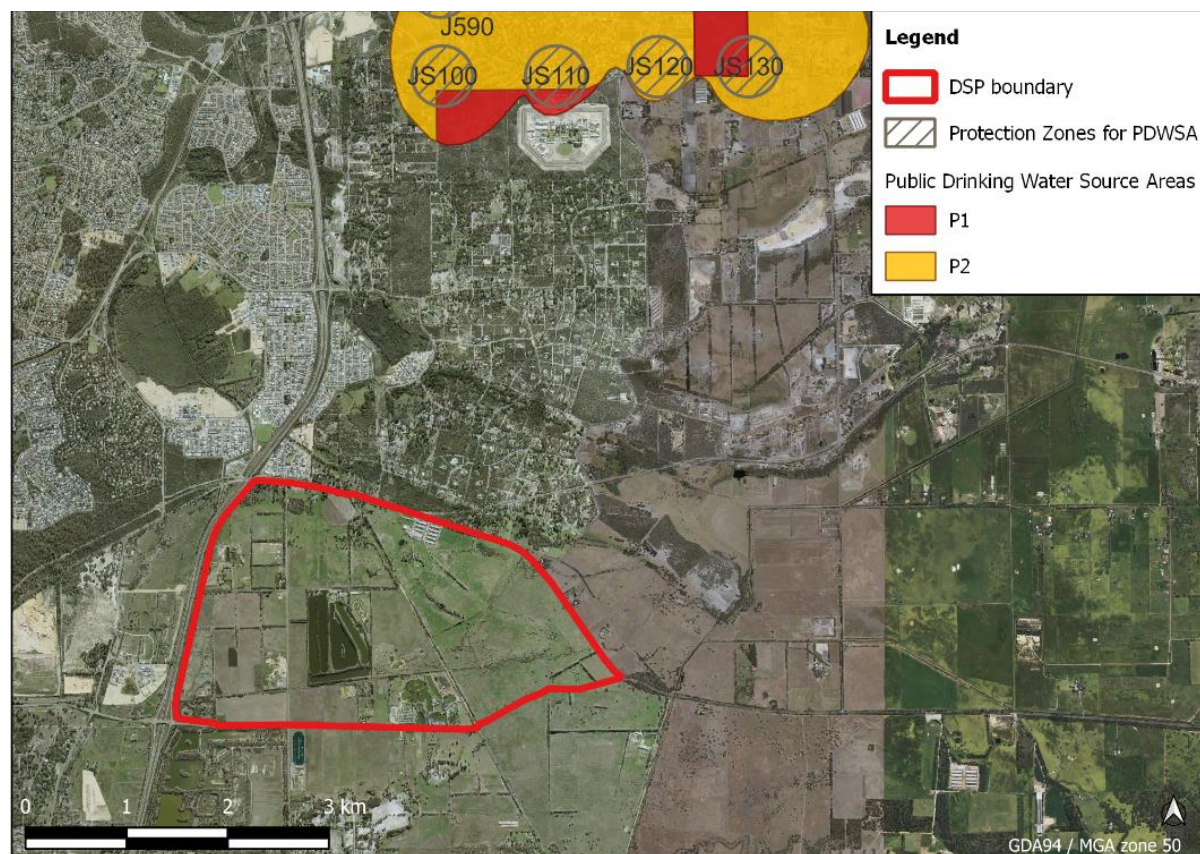 J590
JS100
JS110
JS120
JS130
Legend
DSP boundary
Protection Zones for PDWSA
Public Drinking Water Source Areas
P1
P2
0 1 2 3 km
GDA94 / MGA zone 50